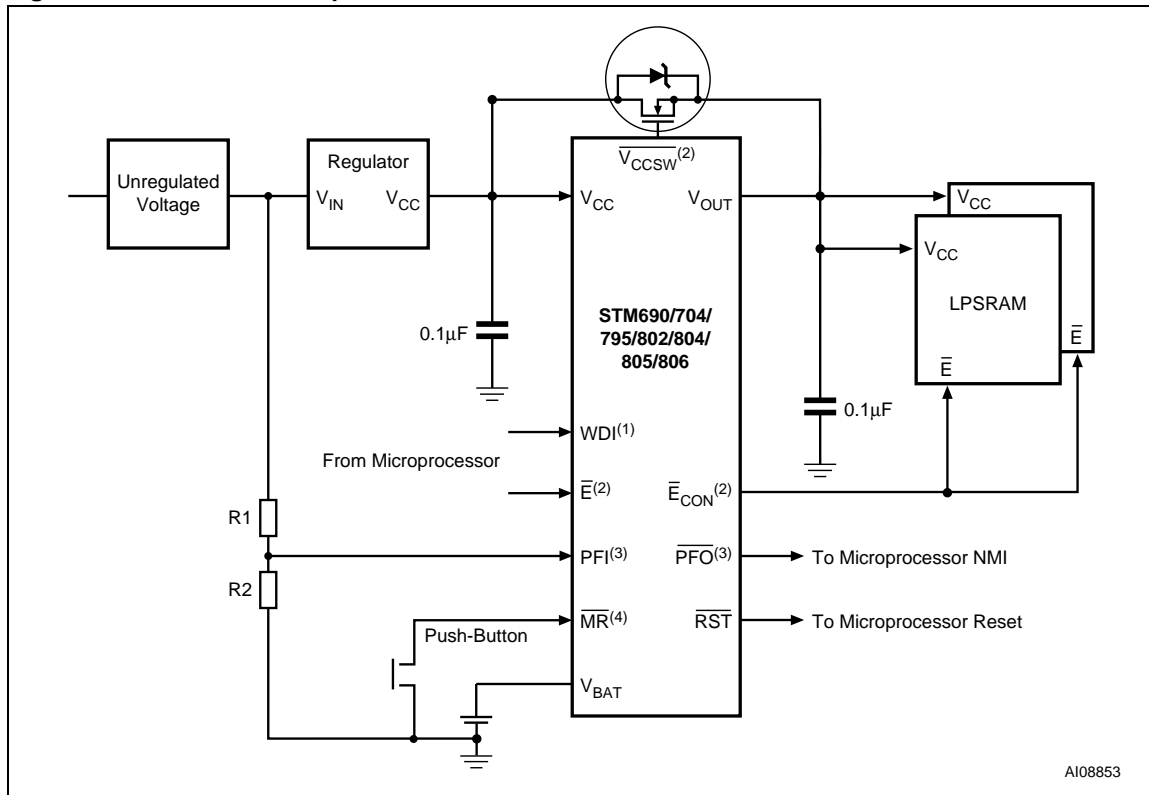 Unregulated
Voltage
Regulator
V_IN
V_CC
V_CCSW(2)
V_CC
V_OUT
V_CC
V_CC
LPSRAM
E
E
STM690/704/
795/802/804/
805/806
0.1μF
0.1μF
WDI(1)
From Microprocessor
E(2)
E_CON(2)
R1
PFI(3)
PFO(3)
To Microprocessor NMI
R2
MR(4)
RST
To Microprocessor Reset
Push-Button
V_BAT
AI08853